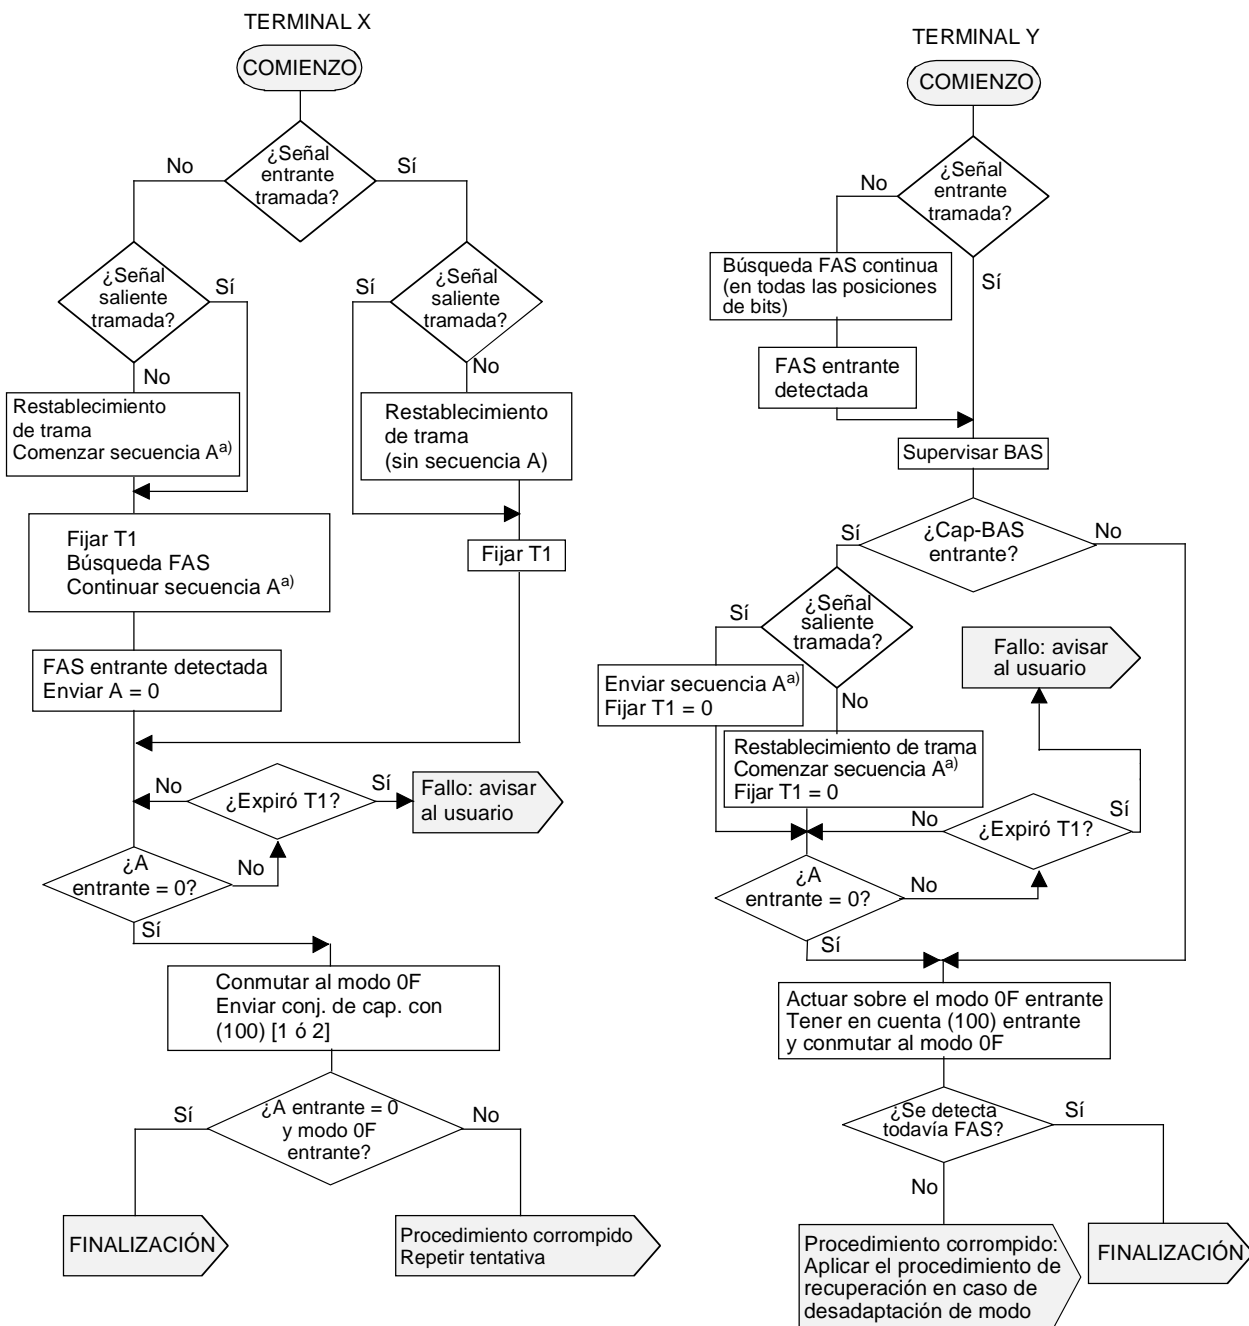 TERMINAL X
COMIENZO
¿Señal
entrante
tramada?
No
Sí
¿Señal
saliente
tramada?
Sí
No
Sí
¿Señal
saliente
tramada?
No
Restablecimiento
de trama
Comenzar secuencia Aa)
Restablecimiento
de trama
(sin secuencia A)
Fijar T1
Búsqueda FAS
Continuar secuencia Aa)
Fijar T1
FAS entrante detectada
Enviar A = 0
No
¿Expiró T1?
Sí
Fallo: avisar
al usuario
¿A
entrante = 0?
No
Sí
Conmutar al modo 0F
Enviar conj. de cap. con
(100) [1 ó 2]
¿A entrante = 0
y modo 0F
entrante?
Sí
No
FINALIZACIÓN
Procedimiento corrompido
Repetir tentativa
TERMINAL Y
COMIENZO
¿Señal
entrante
tramada?
No
Sí
Búsqueda FAS continua
(en todas las posiciones
de bits)
FAS entrante
detectada
Supervisar BAS
¿Cap-BAS
entrante?
Sí
No
¿Señal
saliente
tramada?
Sí
No
Fallo: avisar
al usuario
Enviar secuencia Aa)
Fijar T1 = 0
Restablecimiento de trama
Comenzar secuencia Aa)
Fijar T1 = 0
No
¿Expiró T1?
Sí
¿A
entrante = 0?
No
Sí
Actuar sobre el modo 0F entrante
Tener en cuenta (100) entrante
y conmutar al modo 0F
¿Se detecta
todavía FAS?
Sí
No
Procedimiento corrompido:
Aplicar el procedimiento de
recuperación en caso de
desadaptación de modo
FINALIZACIÓN